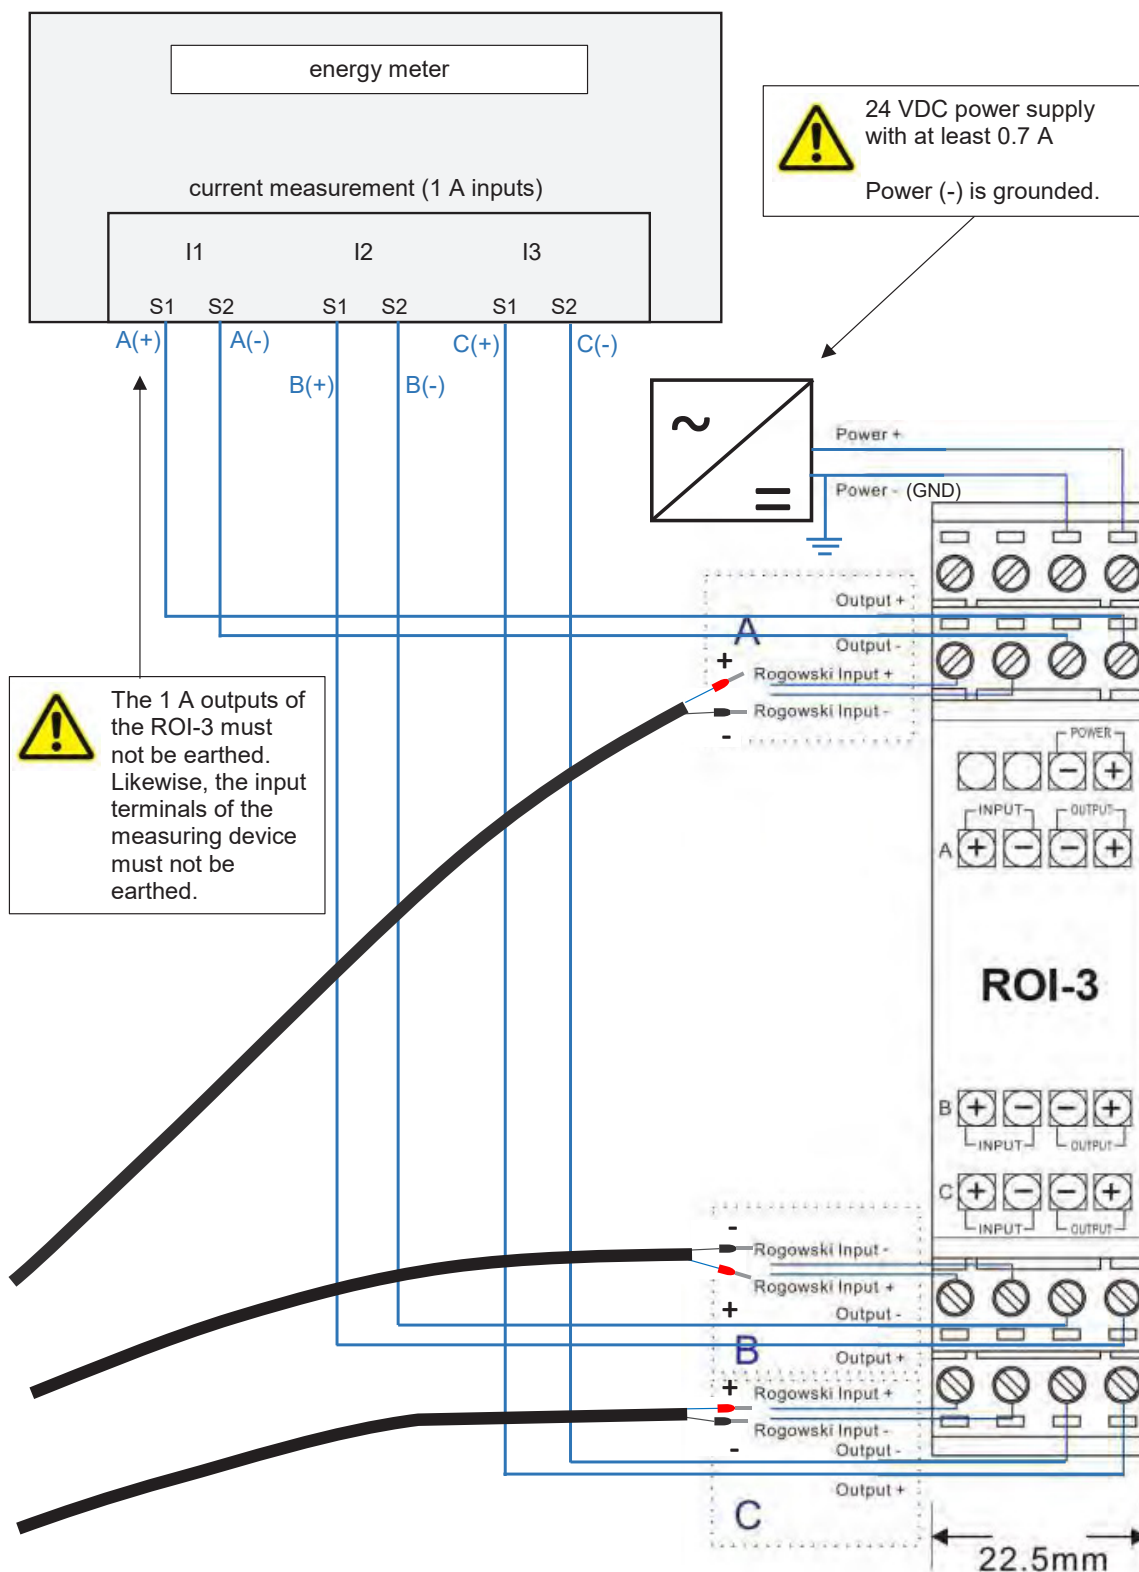 energy meter
24 VDC power supply
with at least 0.7 A
Power (-) is grounded.
current measurement (1 A inputs)
I1 I2 I3
S1 S2 S1 S2 S1 S2
A(+) A(-) C(+) C(-)
B(+) B(-)
~
=
Power +
Power - (GND)
Output +
A
Output -
+
Rogowski Input +
Rogowski Input -
-
The 1 A outputs of
the ROI-3 must
not be earthed.
Likewise, the input
terminals of the
measuring device
must not be
earthed.
POWER
- +
INPUT OUTPUT
A + - - +
ROI-3
B + - - +
INPUT OUTPUT
C + - - +
INPUT OUTPUT
-
Rogowski Input -
Rogowski Input +
+
Output -
B
Output +
+
Rogowski Input +
Rogowski Input -
-
Output -
Output +
C
22.5mm